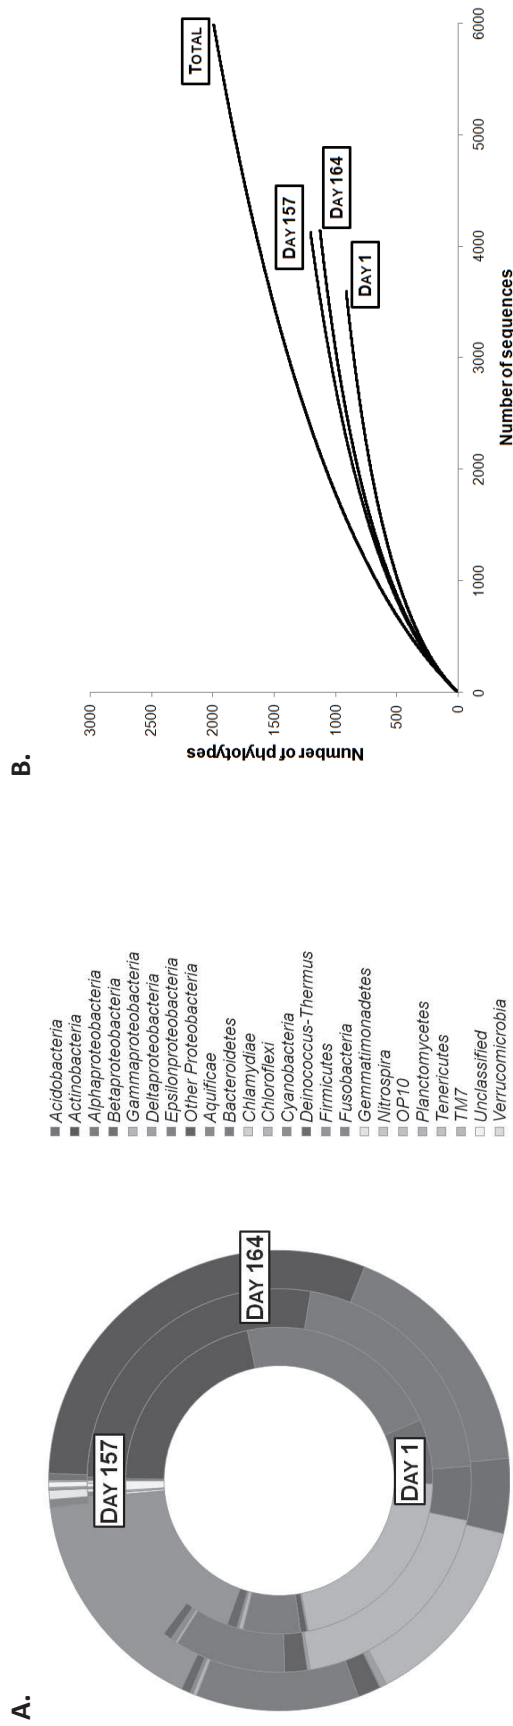 A.
DAY 157
DAY 164
DAY 1
Acidobacteria
Actinobacteria
Alphaproteobacteria
Betaproteobacteria
Gammaproteobacteria
Deltaproteobacteria
Epsilonproteobacteria
Other Proteobacteria
Aquificae
Bacteroidetes
Chlamydiae
Chloroflexi
Cyanobacteria
Deinococcus-Thermus
Firmicutes
Fusobacteria
Gemmatimonadetes
Nitrospira
OP10
Planctomycetes
Tenericutes
TM7
Unclassified
Verrucomicrobia
B.
Number of phylotypes
3000
2500
2000
1500
1000
500
0
TOTAL
DAY 157
DAY 164
DAY 1
0 1000 2000 3000 4000 5000 6000
Number of sequences